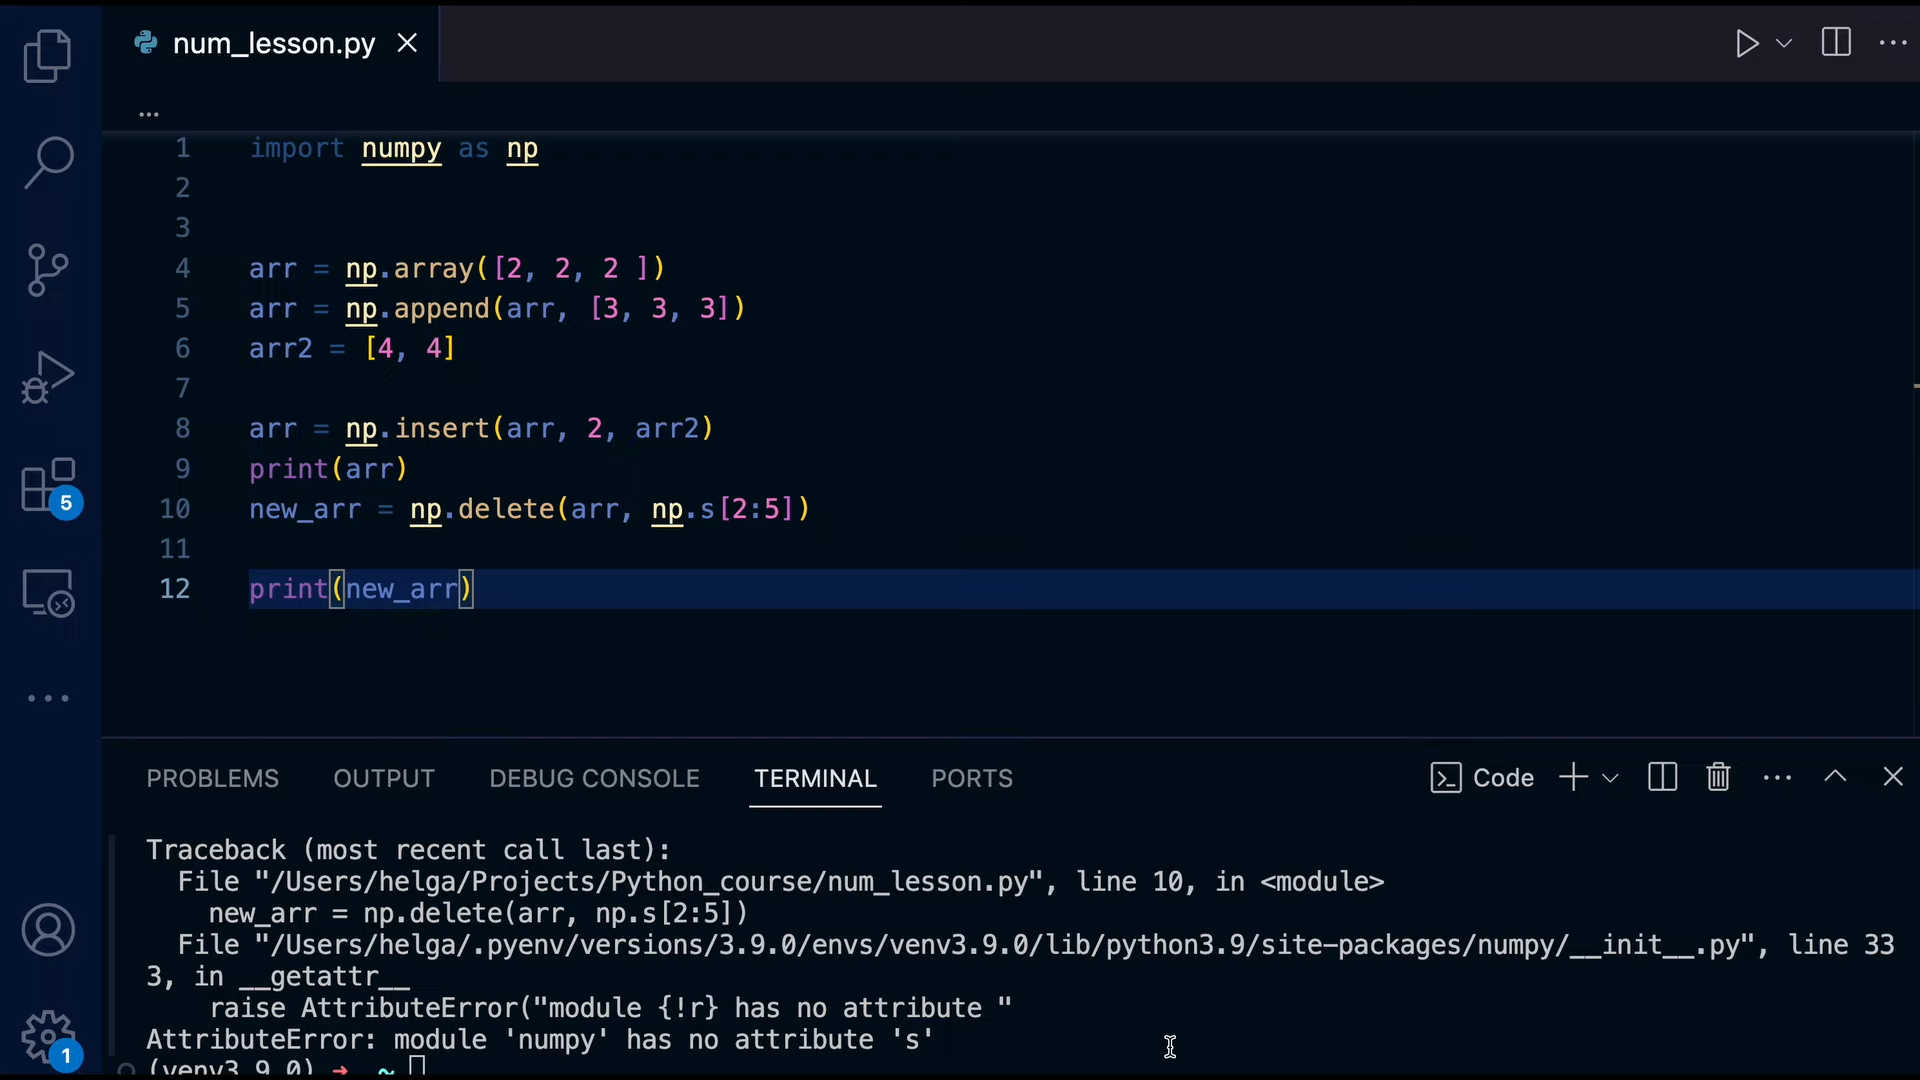 num_lesson.py
...
1 import numpy as np
2
3
4 arr = np.array([2, 2, 2 ])
5 arr = np.append(arr, [3, 3, 3])
6 arr2 = [4, 4]
7
8 arr = np.insert(arr, 2, arr2)
9 print(arr)
10 new_arr = np.delete(arr, np.s[2:5])
11
12 print(new_arr)
5
1
PROBLEMS OUTPUT DEBUG CONSOLE TERMINAL PORTS Code
Traceback (most recent call last):
File "/Users/helga/Projects/Python_course/num_lesson.py", line 10, in <module>
new_arr = np.delete(arr, np.s[2:5])
File "/Users/helga/.pyenv/versions/3.9.0/envs/venv3.9.0/lib/python3.9/site-packages/numpy/__init__.py", line 33
3, in __getattr__
raise AttributeError("module {!r} has no attribute "
AttributeError: module 'numpy' has no attribute 's'
(venv3.9.0) → ~